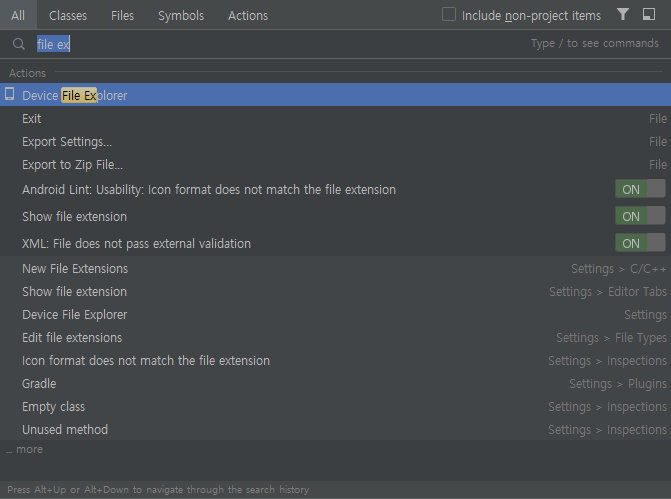 All Classes Files Symbols Actions Include non-project items
file ex Type / to see commands
Actions
Device File Explorer
Exit File
Export Settings... File
Export to Zip File... File
Android Lint: Usability: Icon format does not match the file extension ON
Show file extension ON
XML: File does not pass external validation ON
New File Extensions Settings > C/C++
Show file extension Settings > Editor Tabs
Device File Explorer Settings
Edit file extensions Settings > File Types
Icon format does not match the file extension Settings > Inspections
Gradle Settings > Plugins
Empty class Settings > Inspections
Unused method Settings > Inspections
... more
Press Alt+Up or Alt+Down to navigate through the search history